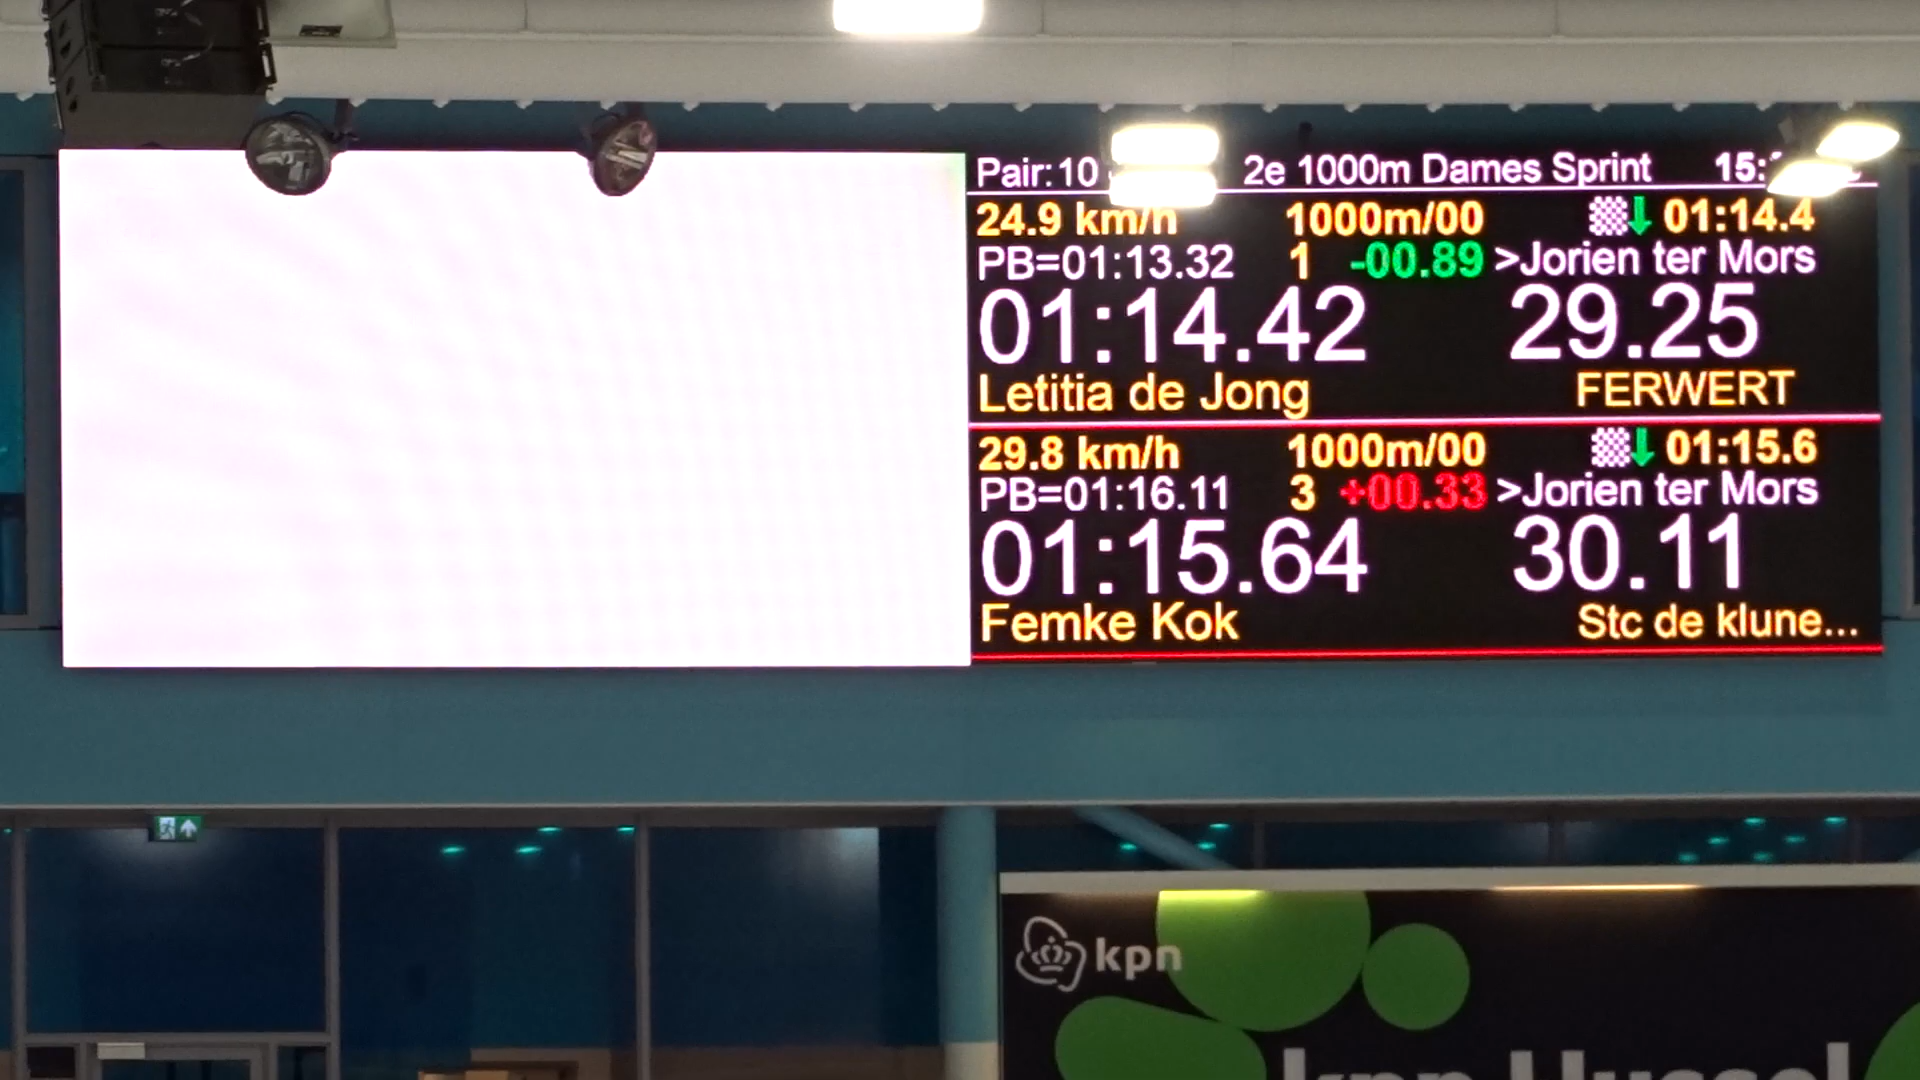 Pair:10 2e 1000m Dames Sprint 15:
24.9 km/h 1000m/00 01:14.4
PB=01:13.32 1 -00.89 >Jorien ter Mors
01:14.42 29.25
Letitia de Jong FERWERT
29.8 km/h 1000m/00 01:15.6
PB=01:16.11 3 +00.33 >Jorien ter Mors
01:15.64 30.11
Femke Kok Stc de klune...
kpn
kpn